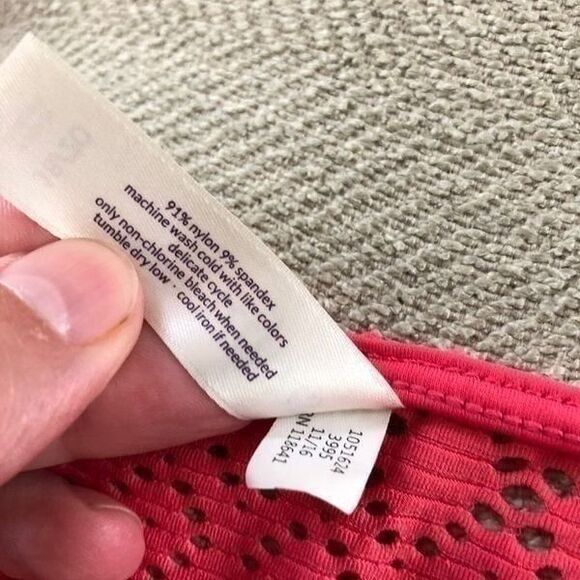 91% nylon 9% spandex
machine wash cold with like colors
delicate cycle
only non-chlorine bleach when needed
tumble dry low · cool iron if needed
1051624
3995
11/16
RN 118641